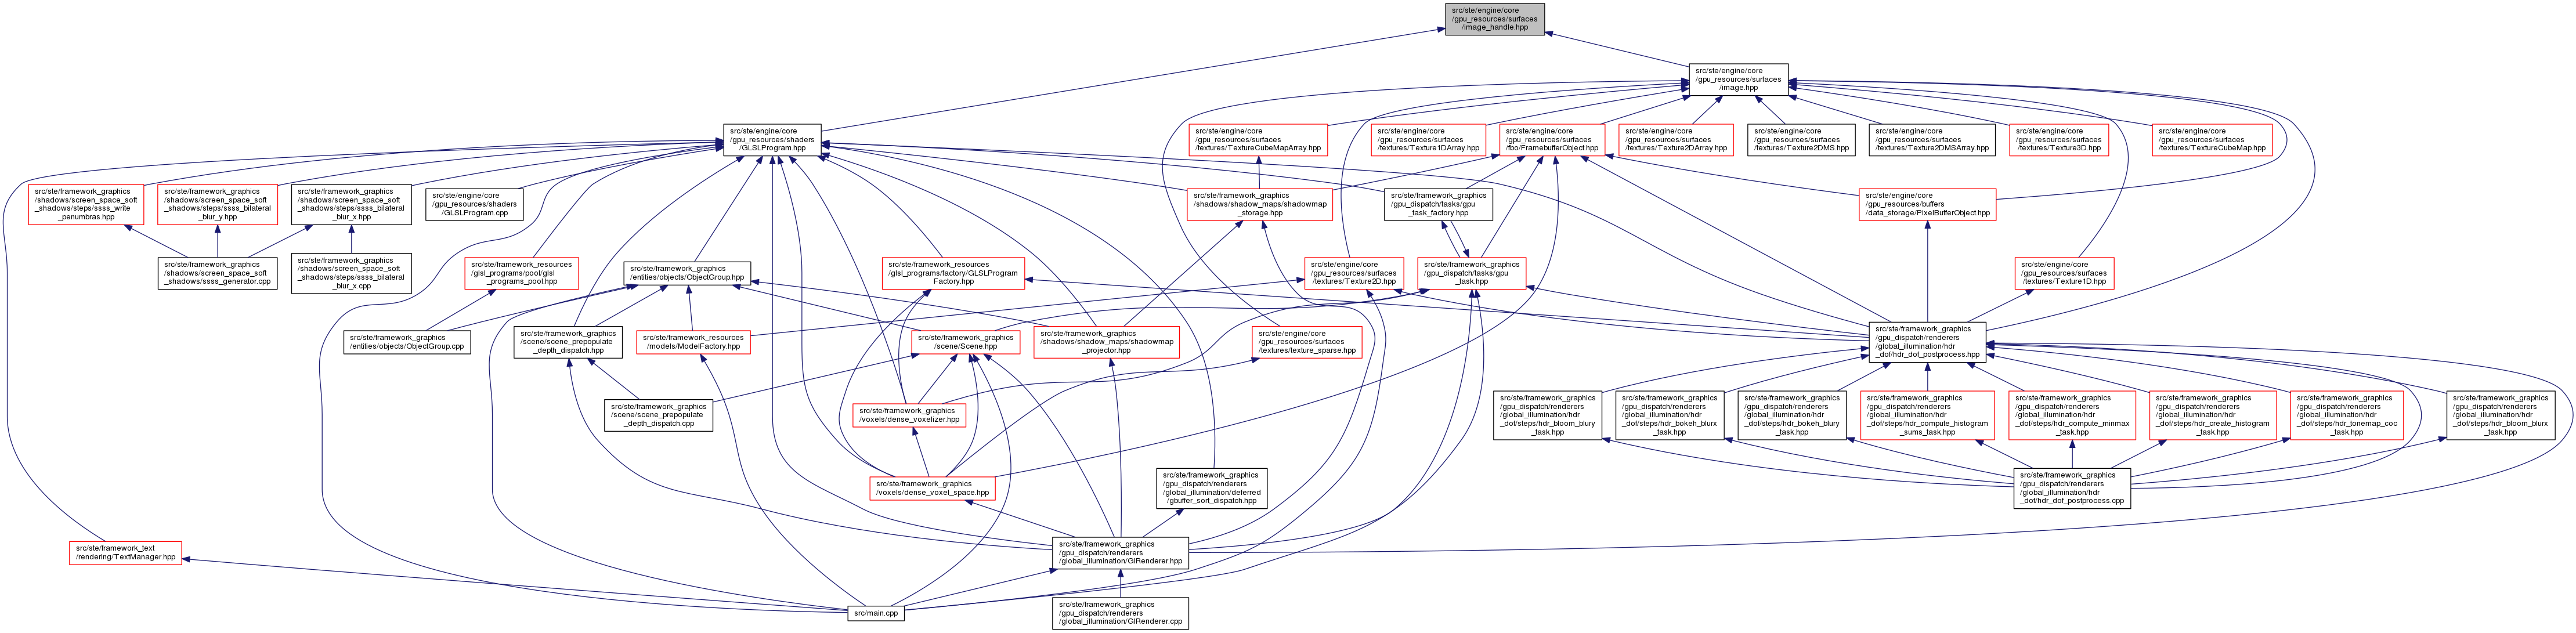 src/ste/engine/core
/gpu_resources/surfaces
/image_handle.hpp
src/ste/engine/core
/gpu_resources/surfaces
/image.hpp
src/ste/engine/core
/gpu_resources/shaders
/GLSLProgram.hpp
src/ste/engine/core
/gpu_resources/surfaces
/textures/TextureCubeMapArray.hpp
src/ste/engine/core
/gpu_resources/surfaces
/textures/Texture1DArray.hpp
src/ste/engine/core
/gpu_resources/surfaces
/fbo/FramebufferObject.hpp
src/ste/engine/core
/gpu_resources/surfaces
/textures/Texture2DArray.hpp
src/ste/engine/core
/gpu_resources/surfaces
/textures/Texture2DMS.hpp
src/ste/engine/core
/gpu_resources/surfaces
/textures/Texture2DMSArray.hpp
src/ste/engine/core
/gpu_resources/surfaces
/textures/Texture3D.hpp
src/ste/engine/core
/gpu_resources/surfaces
/textures/TextureCubeMap.hpp
src/ste/framework_graphics
/shadows/screen_space_soft
_shadows/steps/ssss_write
_penumbras.hpp
src/ste/framework_graphics
/shadows/screen_space_soft
_shadows/steps/ssss_bilateral
_blur_y.hpp
src/ste/framework_graphics
/shadows/screen_space_soft
_shadows/steps/ssss_bilateral
_blur_x.hpp
src/ste/engine/core
/gpu_resources/shaders
/GLSLProgram.cpp
src/ste/framework_graphics
/shadows/shadow_maps/shadowmap
_storage.hpp
src/ste/framework_graphics
/gpu_dispatch/tasks/gpu
_task_factory.hpp
src/ste/engine/core
/gpu_resources/buffers
/data_storage/PixelBufferObject.hpp
src/ste/framework_graphics
/shadows/screen_space_soft
_shadows/ssss_generator.cpp
src/ste/framework_graphics
/shadows/screen_space_soft
_shadows/steps/ssss_bilateral
_blur_x.cpp
src/ste/framework_resources
/glsl_programs/pool/glsl
_programs_pool.hpp
src/ste/framework_graphics
/entities/objects/ObjectGroup.hpp
src/ste/framework_resources
/glsl_programs/factory/GLSLProgram
Factory.hpp
src/ste/engine/core
/gpu_resources/surfaces
/textures/Texture2D.hpp
src/ste/framework_graphics
/gpu_dispatch/tasks/gpu
_task.hpp
src/ste/engine/core
/gpu_resources/surfaces
/textures/Texture1D.hpp
src/ste/framework_graphics
/entities/objects/ObjectGroup.cpp
src/ste/framework_graphics
/scene/scene_prepopulate
_depth_dispatch.hpp
src/ste/framework_resources
/models/ModelFactory.hpp
src/ste/framework_graphics
/scene/Scene.hpp
src/ste/framework_graphics
/shadows/shadow_maps/shadowmap
_projector.hpp
src/ste/engine/core
/gpu_resources/surfaces
/textures/texture_sparse.hpp
src/ste/framework_graphics
/gpu_dispatch/renderers
/global_illumination/hdr
_dof/hdr_dof_postprocess.hpp
src/ste/framework_graphics
/scene/scene_prepopulate
_depth_dispatch.cpp
src/ste/framework_graphics
/voxels/dense_voxelizer.hpp
src/ste/framework_graphics
/gpu_dispatch/renderers
/global_illumination/hdr
_dof/steps/hdr_bloom_blury
_task.hpp
src/ste/framework_graphics
/gpu_dispatch/renderers
/global_illumination/hdr
_dof/steps/hdr_bokeh_blurx
_task.hpp
src/ste/framework_graphics
/gpu_dispatch/renderers
/global_illumination/hdr
_dof/steps/hdr_bokeh_blury
_task.hpp
src/ste/framework_graphics
/gpu_dispatch/renderers
/global_illumination/hdr
_dof/steps/hdr_compute_histogram
_sums_task.hpp
src/ste/framework_graphics
/gpu_dispatch/renderers
/global_illumination/hdr
_dof/steps/hdr_compute_minmax
_task.hpp
src/ste/framework_graphics
/gpu_dispatch/renderers
/global_illumination/hdr
_dof/steps/hdr_create_histogram
_task.hpp
src/ste/framework_graphics
/gpu_dispatch/renderers
/global_illumination/hdr
_dof/steps/hdr_tonemap_coc
_task.hpp
src/ste/framework_graphics
/gpu_dispatch/renderers
/global_illumination/hdr
_dof/steps/hdr_bloom_blurx
_task.hpp
src/ste/framework_graphics
/voxels/dense_voxel_space.hpp
src/ste/framework_graphics
/gpu_dispatch/renderers
/global_illumination/deferred
/gbuffer_sort_dispatch.hpp
src/ste/framework_graphics
/gpu_dispatch/renderers
/global_illumination/hdr
_dof/hdr_dof_postprocess.cpp
src/ste/framework_text
/rendering/TextManager.hpp
src/ste/framework_graphics
/gpu_dispatch/renderers
/global_illumination/GIRenderer.hpp
src/main.cpp
src/ste/framework_graphics
/gpu_dispatch/renderers
/global_illumination/GIRenderer.cpp